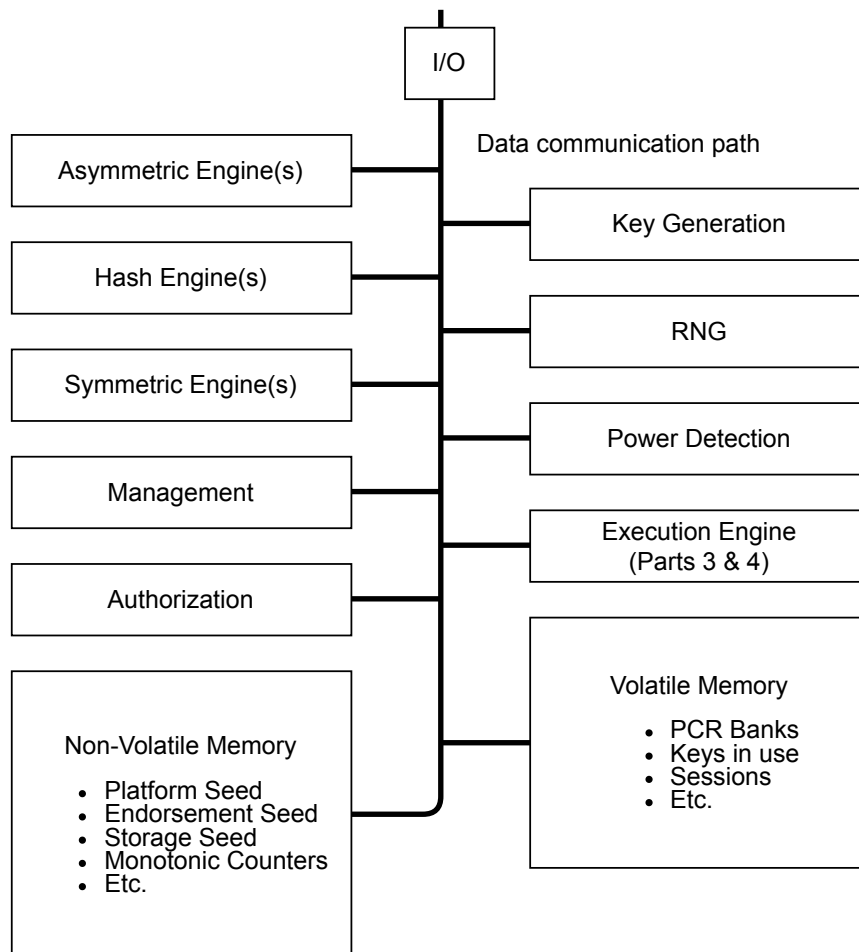 I/O
Data communication path
Asymmetric Engine(s)
Key Generation
Hash Engine(s)
RNG
Symmetric Engine(s)
Power Detection
Management
Execution Engine
(Parts 3 & 4)
Authorization
Non-Volatile Memory
• Platform Seed
• Endorsement Seed
• Storage Seed
• Monotonic Counters
• Etc.
Volatile Memory
• PCR Banks
• Keys in use
• Sessions
• Etc.